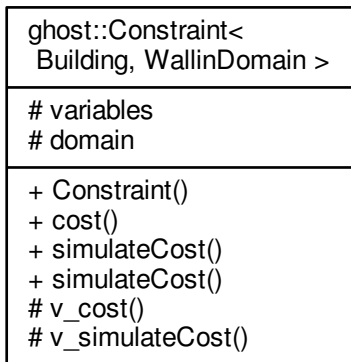 ghost::Constraint<
Building, WallinDomain >
# variables
# domain
+ Constraint()
+ cost()
+ simulateCost()
+ simulateCost()
# v_cost()
# v_simulateCost()